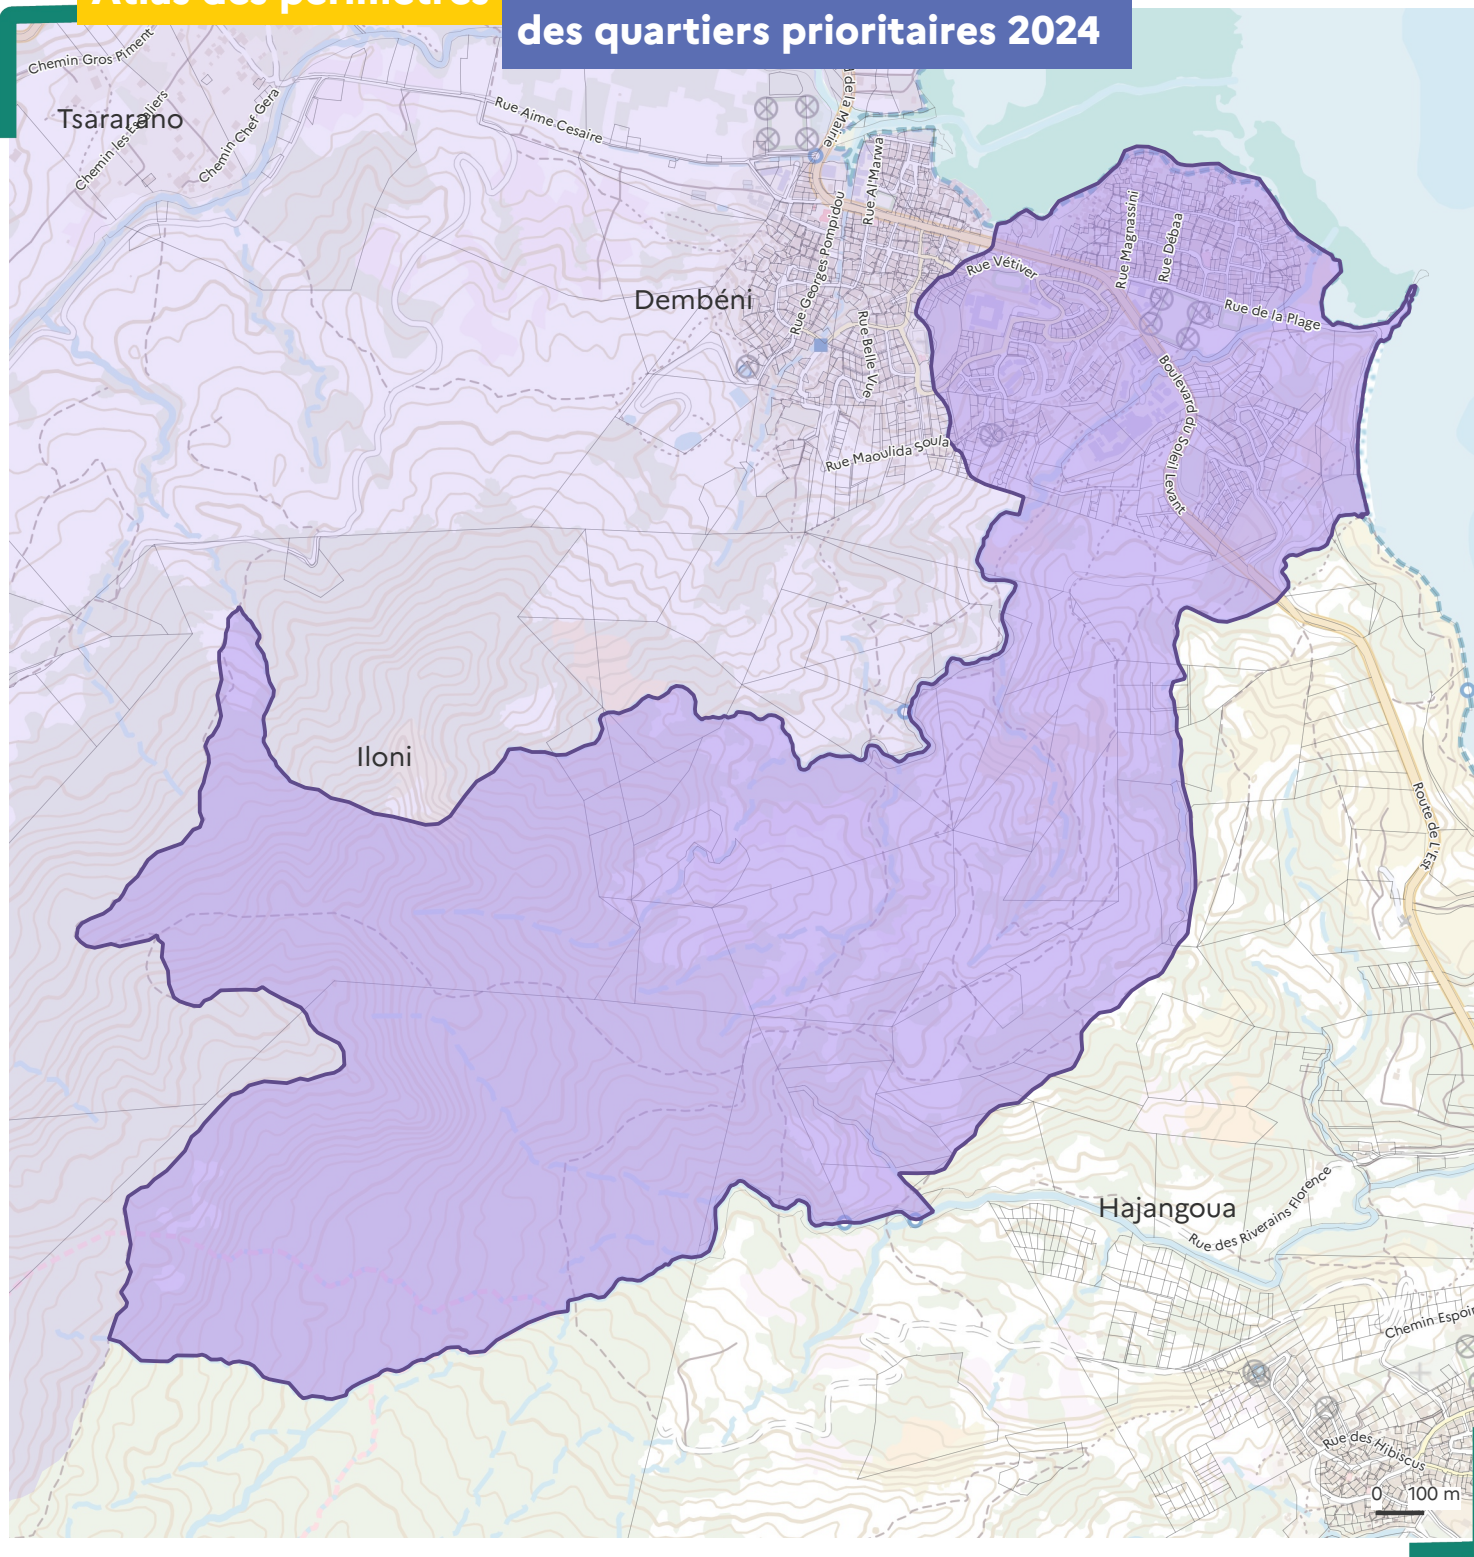 Atlas des périmètres
des quartiers prioritaires 2024
Chemin Gros Piment
Tsararano
Chemin les Escaliers
Chemin Chef Gera
Rue Aime Cesaire
de la Mairie
Rue Al'Marwa
Rue Georges Pompidou
Dembéni
Rue Belle Vue
Rue Maoulida Soula
Rue Vétiver
Rue Magnassini
Rue Débaa
Rue de la Plage
Boulevard du Soleil Levant
Iloni
Route de L'Est
Hajangoua
Rue des Riverains Florence
Chemin Espoir
Rue des Hibiscus
0 100 m